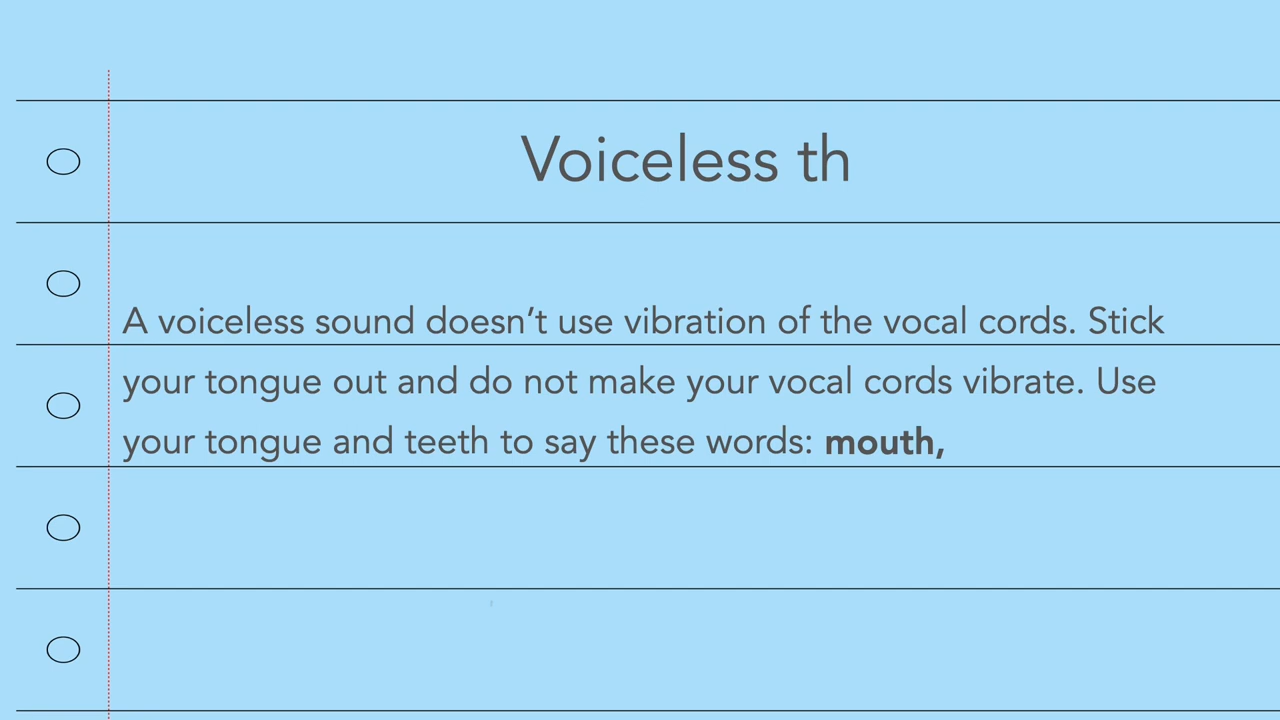 Voiceless th
A voiceless sound doesn’t use vibration of the vocal cords. Stick
your tongue out and do not make your vocal cords vibrate. Use
your tongue and teeth to say these words: mouth,